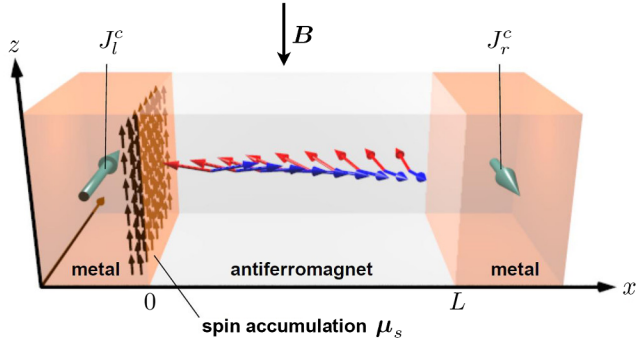 J_l^c
B
J_r^c
z
metal
antiferromagnet
metal
x
0
L
spin accumulation μ_s